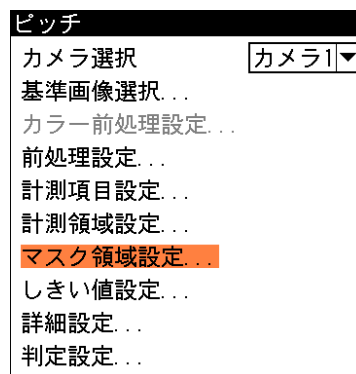 ピッチ
カメラ選択 カメラ1
基準画像選択...
カラー前処理設定...
前処理設定...
計測項目設定...
計測領域設定...
マスク領域設定...
しきい値設定...
詳細設定...
判定設定...